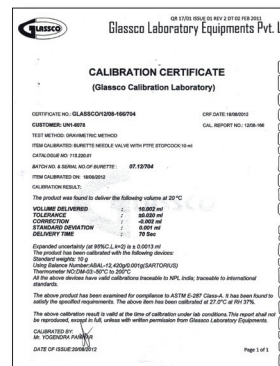 QR 17/01 ISSUE 01 REV 2 DT 02 FEB 2011
GLASSCO
Glassco Laboratory Equipments Pvt. L
CALIBRATION CERTIFICATE
(Glassco Calibration Laboratory)
CERTIFICATE NO.: GLASSCO/12/08-166/704
CRF.DATE:18/08/2012
CUSTOMER: UN1-6078
CAL. REPORT NO.: 12/08-166
TEST METHOD: GRAVIMETRIC METHOD
ITEM CALIBRATED: BURETTE NEEDLE VALVE WITH PTFE STOPCOCK 10 ml
CATALOGUE NO: 118.220.01
BATCH NO. & SERIAL NO.OF BURETTE : 07.12/704
ITEM CALIBRATED ON: 18/08/2012
CALIBRATION RESULT:
The product was found to deliver the following volume at 20 °C
VOLUME DELIVERED : 10.002 ml
TOLERANCE : ±0.020 ml
CORRECTION : -0.002 ml
STANDARD DEVIATION : 0.001 ml
DELIVERY TIME : 70 Sec
GLASSCO
Expanded uncertainty (at 95%C.L,k=2) is ± 0.0013 ml
The product has been calibrated with the following devices:
Standard weights: 10 g
Using Balance Number:ABAL-12,420g/0.001g(SARTORIUS)
Thermometer NO:DM-03:-50°C to 200°C
All the above devices have valid calibrations traceable to NPL India; traceable to international
standards.
The above product has been examined for compliance to ASTM E-287 Class-A. It has been found to
satisfy the specified requirements. The above item has been calibrated at 27.0°C at RH 37%.
The above calibration result is valid at the time of calibration under lab conditions.This report shall not
be reproduced, except in full, unless with written permission from Glassco Laboratory Equipments.
CALIBRATED BY:
Mr. YOGENDRA PARMAR
DATE OF ISSUE:20/08/2012
Page 1 of 1